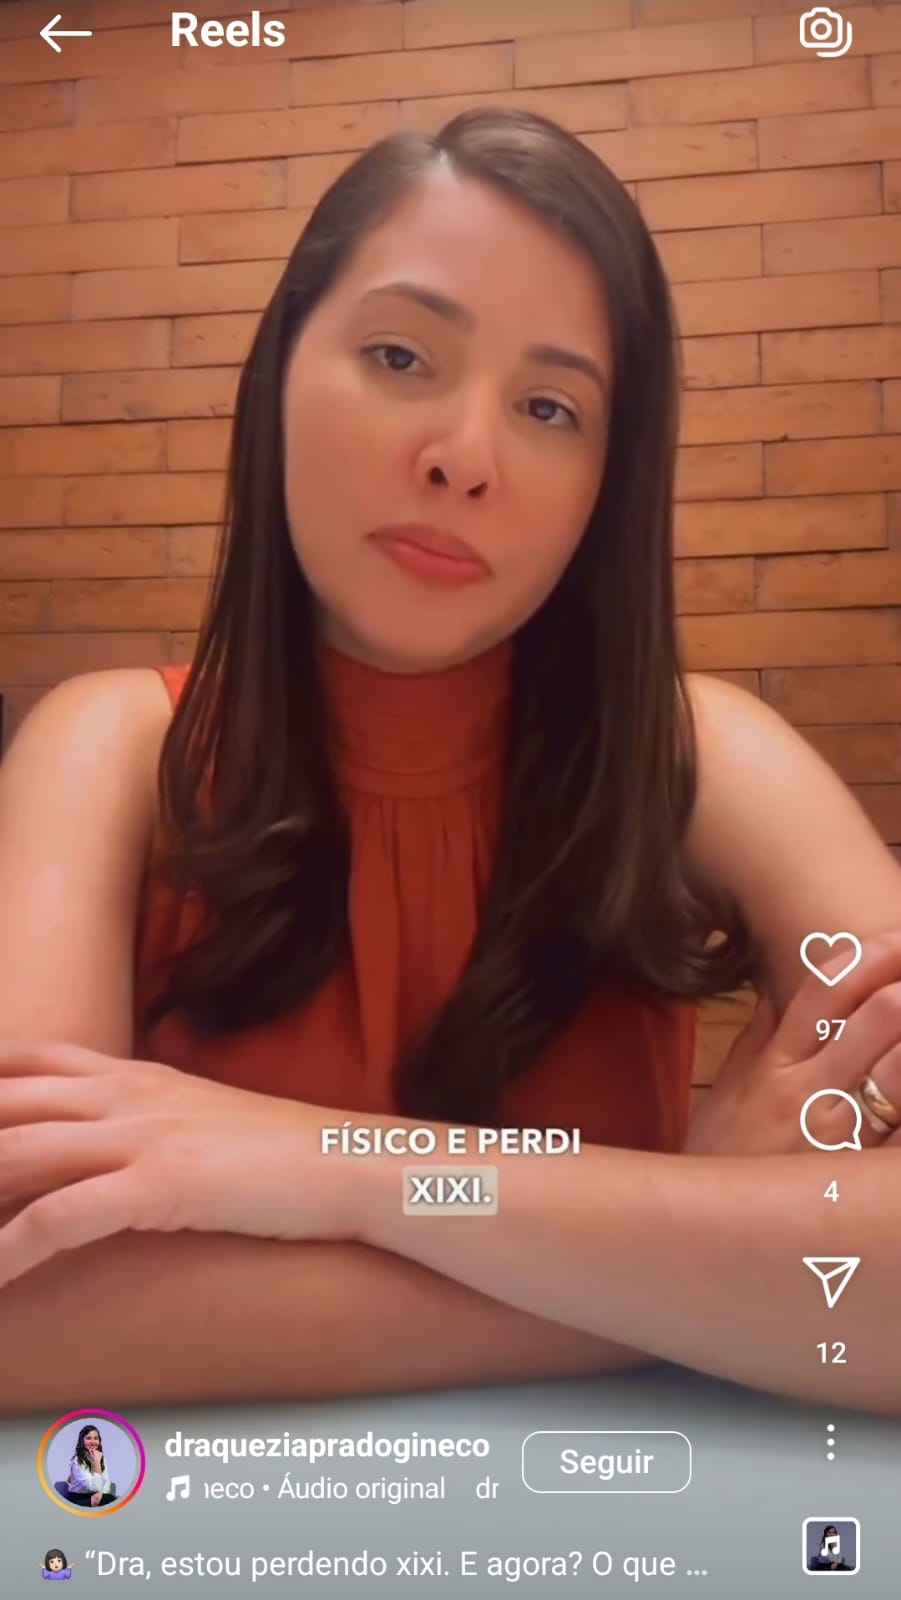 Reels
97
FÍSICO E PERDI
XIXI.
4
12
draqueziapradogineco
Seguir
ıeco • Áudio original dr
“Dra, estou perdendo xixi. E agora? O que ...